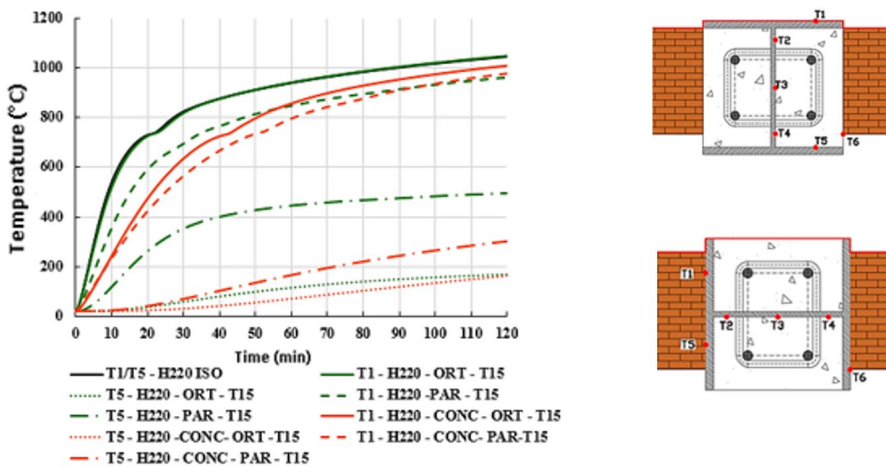 1200
1000
800
600
400
200
0
Temperature (°C)
0 10 20 30 40 50 60 70 80 90 100 110 120
Time (min)
T1/T5 - H220 ISO
T1 - H220 - ORT - T15
T5 - H220 - ORT - T15
T1 - H220 -PAR - T15
T5 - H220 - PAR - T15
T1 - H220 - CONC- ORT - T15
T5 - H220 -CONC- ORT -T15
T1 - H220 - CONC- PAR-T15
T5 - H220 - CONC - PAR - T15
T1
T2
T3
T4
T6
T5
T1
T2
T3
T4
T5
T6